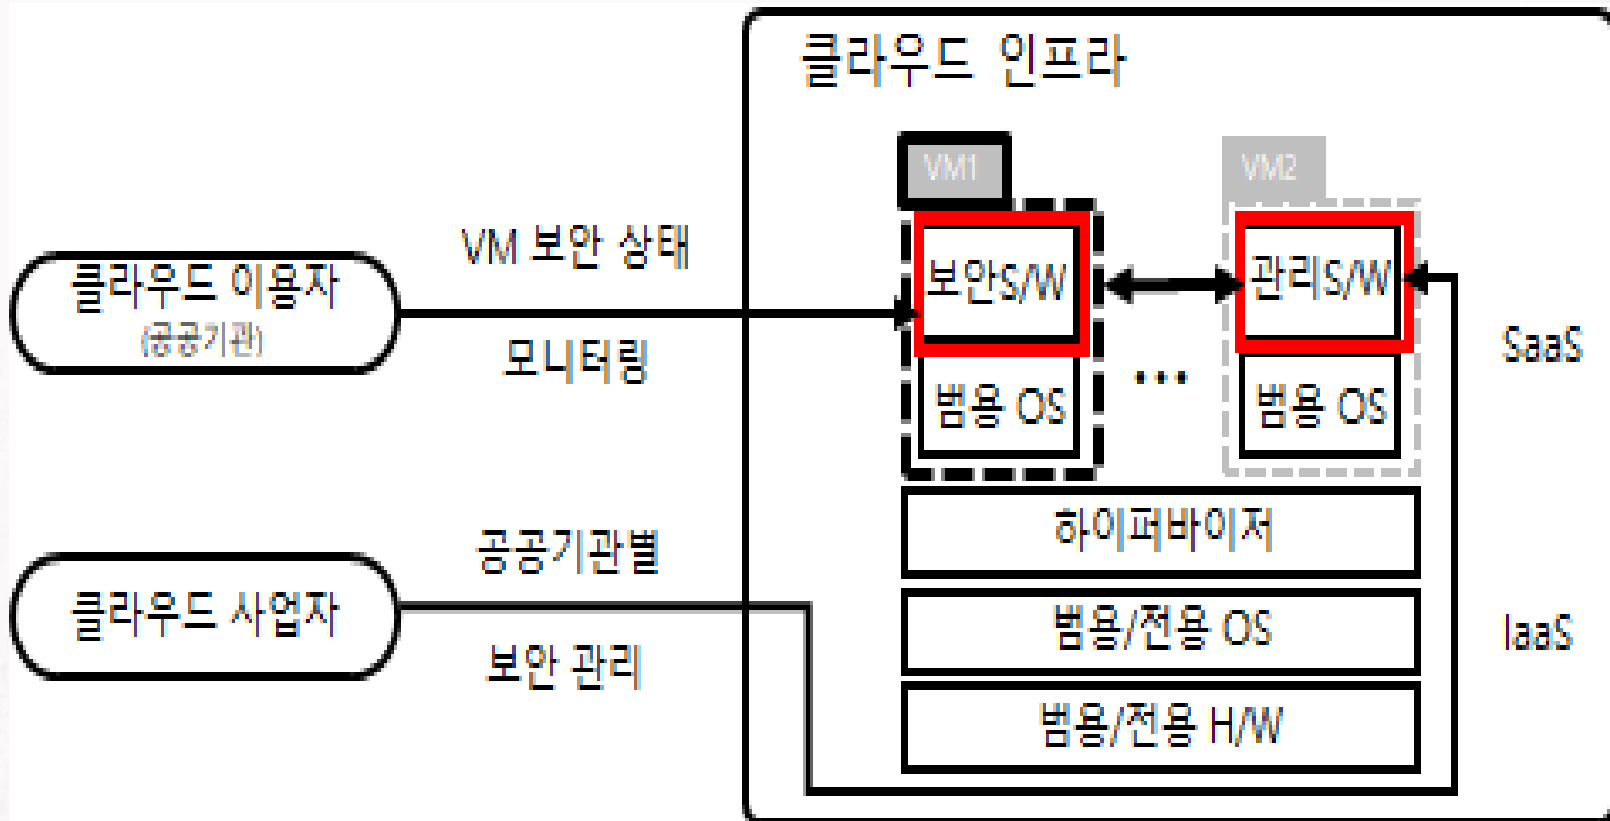 클라우드 인프라
VM1
VM2
VM 보안 상태
클라우드 이용자
(공공기관)
모니터링
보안S/W
관리S/W
SaaS
...
범용 OS
범용 OS
공공기관별
클라우드 사업자
보안 관리
하이퍼바이저
범용/전용 OS
IaaS
범용/전용 H/W